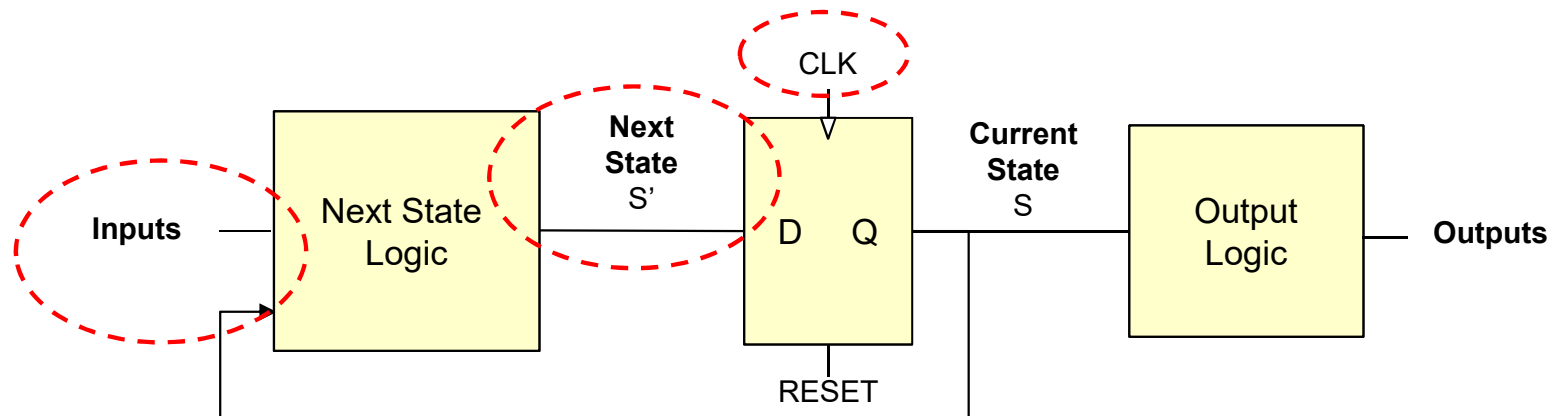 CLK
Inputs
Next State
Logic
Next
State
S’
D Q
RESET
Current
State
S
Output
Logic
Outputs